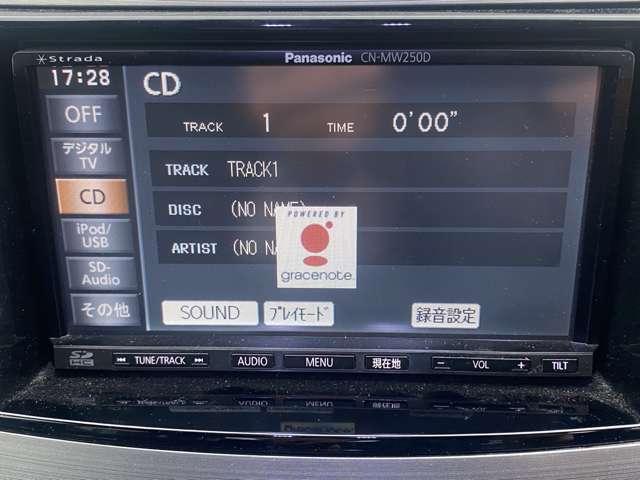 Strada Panasonic CN-MW250D
17:28 CD
OFF
TRACK 1 TIME 0'00"
デジタル
TV
TRACK TRACK1
CD
DISC (NO NAME)
iPod/
USB
ARTIST (NO NA
POWERED BY
gracenote.
SD-
Audio
その他
SOUND プレイモード 録音設定
SD HC TUNE/TRACK AUDIO MENU 現在地 - VOL + TILT